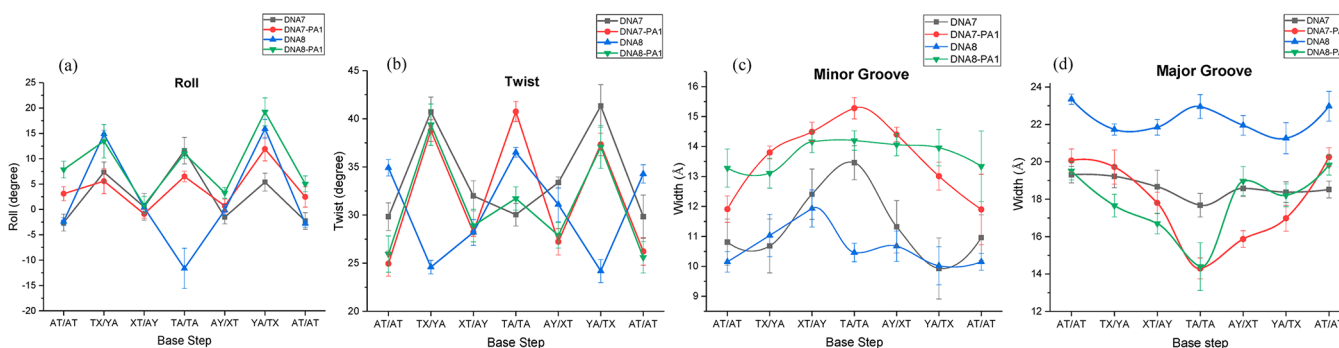 DNA7
DNA7-PA1
DNA8
DNA8-PA1
(a)
Roll
Roll (degree)
25
20
15
10
5
0
-5
-10
-15
-20
AT/AT TX/YA XT/AY TA/TA AY/XT YA/TX AT/AT
Base Step
DNA7
DNA7-PA1
DNA8
DNA8-PA1
(b)
Twist
Twist (degree)
45
40
35
30
25
20
AT/AT TX/YA XT/AY TA/TA AY/XT YA/TX AT/AT
Base Step
DNA7
DNA7-PA1
DNA8
DNA8-PA1
(c)
Minor Groove
Width (Å)
16
15
14
13
12
11
10
9
AT/AT TX/YA XT/AY TA/TA AY/XT YA/TX AT/AT
Base Step
DNA7
DNA7-PA1
DNA8
DNA8-PA1
(d)
Major Groove
Width (Å)
24
22
20
18
16
14
12
AT/AT TX/YA XT/AY TA/TA AY/XT YA/TX AT/AT
Base step